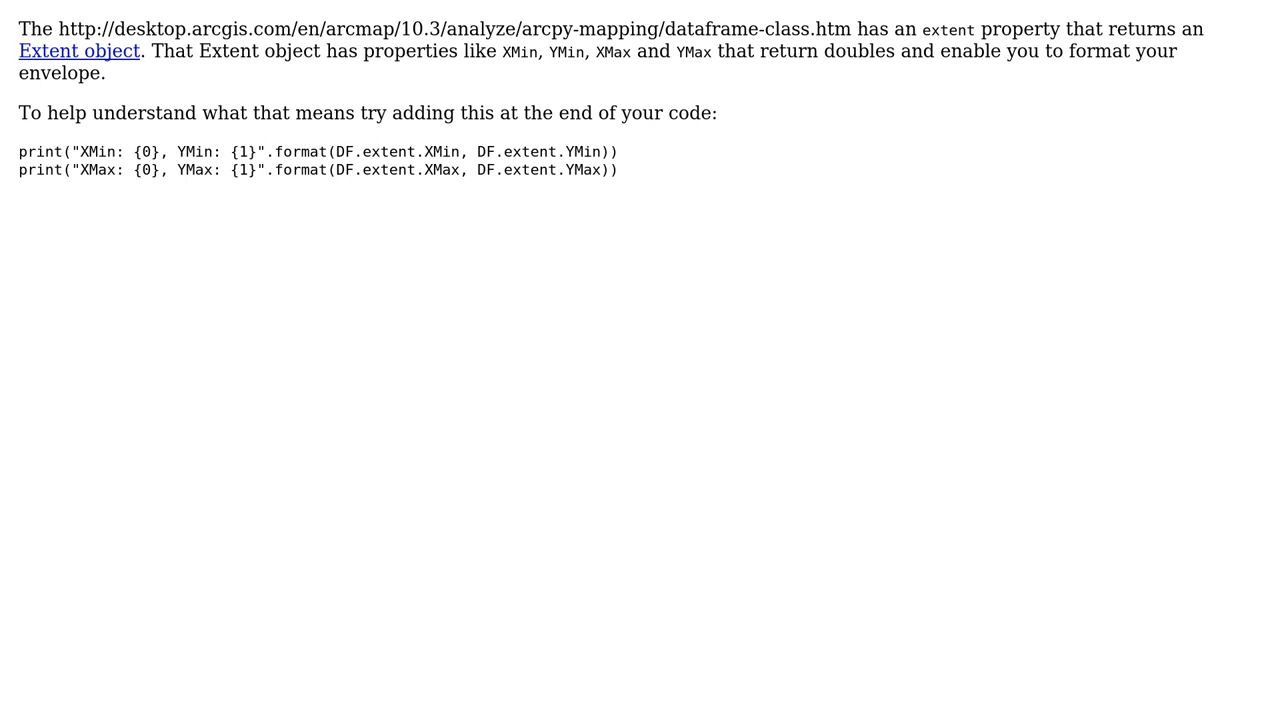 The http://desktop.arcgis.com/en/arcmap/10.3/analyze/arcpy-mapping/dataframe-class.htm has an extent property that returns an
Extent object. That Extent object has properties like XMin, YMin, XMax and YMax that return doubles and enable you to format your
envelope.
To help understand what that means try adding this at the end of your code:
print("XMin: {0}, YMin: {1}".format(DF.extent.XMin, DF.extent.YMin))
print("XMax: {0}, YMax: {1}".format(DF.extent.XMax, DF.extent.YMax))